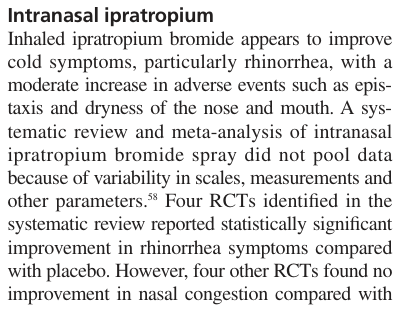 Intranasal ipratropium
Inhaled ipratropium bromide appears to improve
cold symptoms, particularly rhinorrhea, with a
moderate increase in adverse events such as epis-
taxis and dryness of the nose and mouth. A sys-
tematic review and meta-analysis of intranasal
ipratropium bromide spray did not pool data
because of variability in scales, measurements and
other parameters.⁵⁸ Four RCTs identified in the
systematic review reported statistically significant
improvement in rhinorrhea symptoms compared
with placebo. However, four other RCTs found no
improvement in nasal congestion compared with